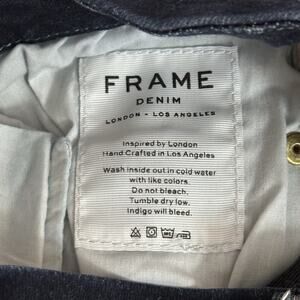 FRAME
DENIM
LONDON - LOS ANGELES
Inspired by London
Hand Crafted in Los Angeles
Wash inside out in cold water
with like colors.
Do not bleach.
Tumble dry low.
Indigo will bleed.